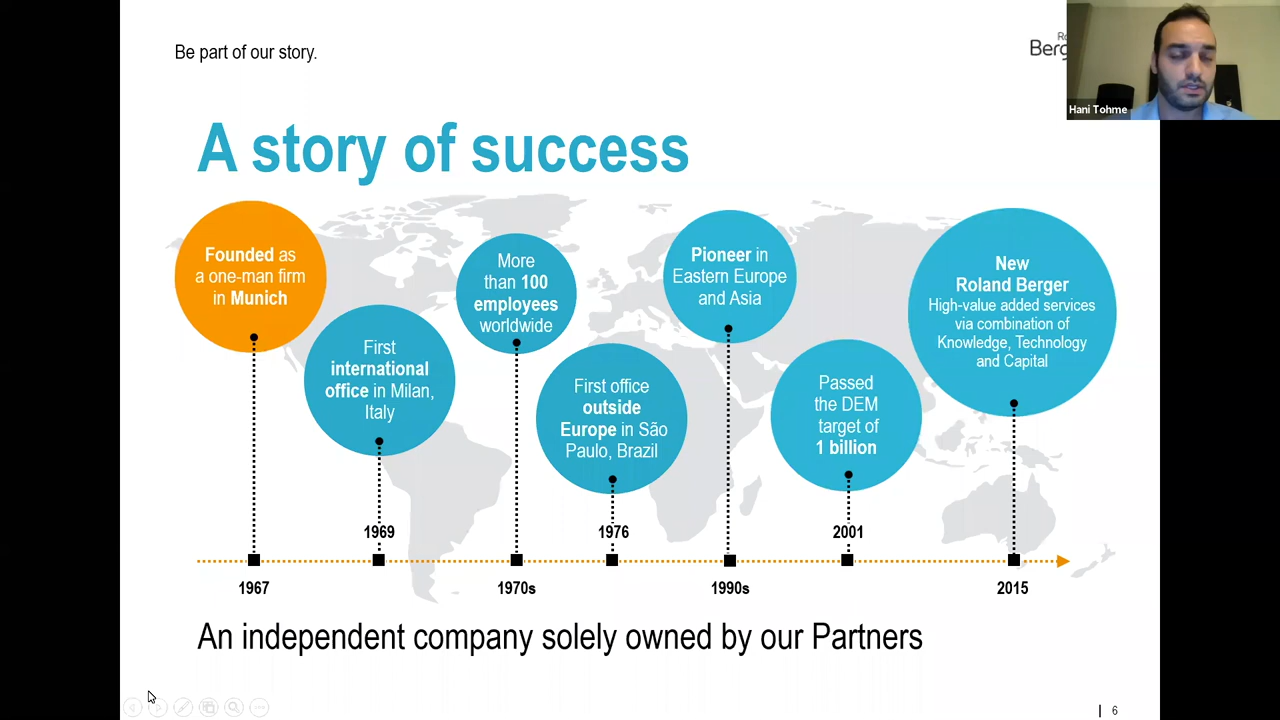 Be part of our story.
Hani Tohme
A story of success
Founded as
a one-man firm
in Munich
First
international
office in Milan,
Italy
More
than 100
employees
worldwide
First office
outside
Europe in São
Paulo, Brazil
Pioneer in
Eastern Europe
and Asia
Passed
the DEM
target of
1 billion
New
Roland Berger
High-value added services
via combination of
Knowledge, Technology
and Capital
1969
1976
2001
1967
1970s
1990s
2015
An independent company solely owned by our Partners
6